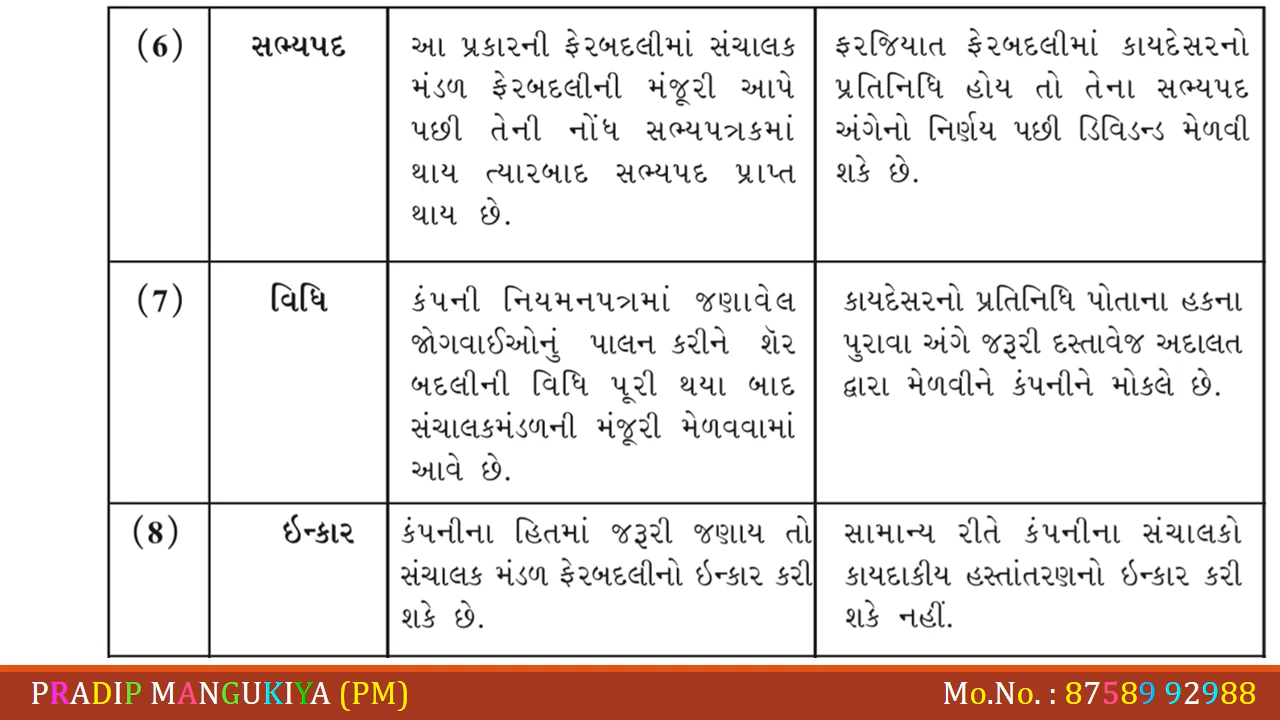 (6)
સભ્યપદ
આ પ્રકારની ફેરબદલીમાં સંચાલક
મંડળ ફેરબદલીની મંજૂરી આપે
પછી તેની નોંધ સભ્યપત્રકમાં
થાય ત્યારબાદ સભ્યપદ પ્રાપ્ત
થાય છે.
ફરજિયાત ફેરબદલીમાં કાયદેસરનો
પ્રતિનિધિ હોય તો તેના સભ્યપદ
અંગેનો નિર્ણય પછી ડિવિડન્ડ મેળવી
શકે છે.
(7)
વિધિ
કંપની નિયમનપત્રમાં જણાવેલ
જોગવાઈઓનું પાલન કરીને શૅર
બદલીની વિધિ પૂરી થયા બાદ
સંચાલકમંડળની મંજૂરી મેળવવામાં
આવે છે.
કાયદેસરનો પ્રતિનિધિ પોતાના હકના
પુરાવા અંગે જરૂરી દસ્તાવેજ અદાલત
દ્વારા મેળવીને કંપનીને મોકલે છે.
(8)
ઇન્કાર
કંપનીના હિતમાં જરૂરી જણાય તો
સંચાલક મંડળ ફેરબદલીનો ઇન્કાર કરી
શકે છે.
સામાન્ય રીતે કંપનીના સંચાલકો
કાયદાકીય હસ્તાંતરણનો ઇન્કાર કરી
શકે નહીં.
PRADIP MANGUKIYA (PM)
Mo.No. : 87589 92988